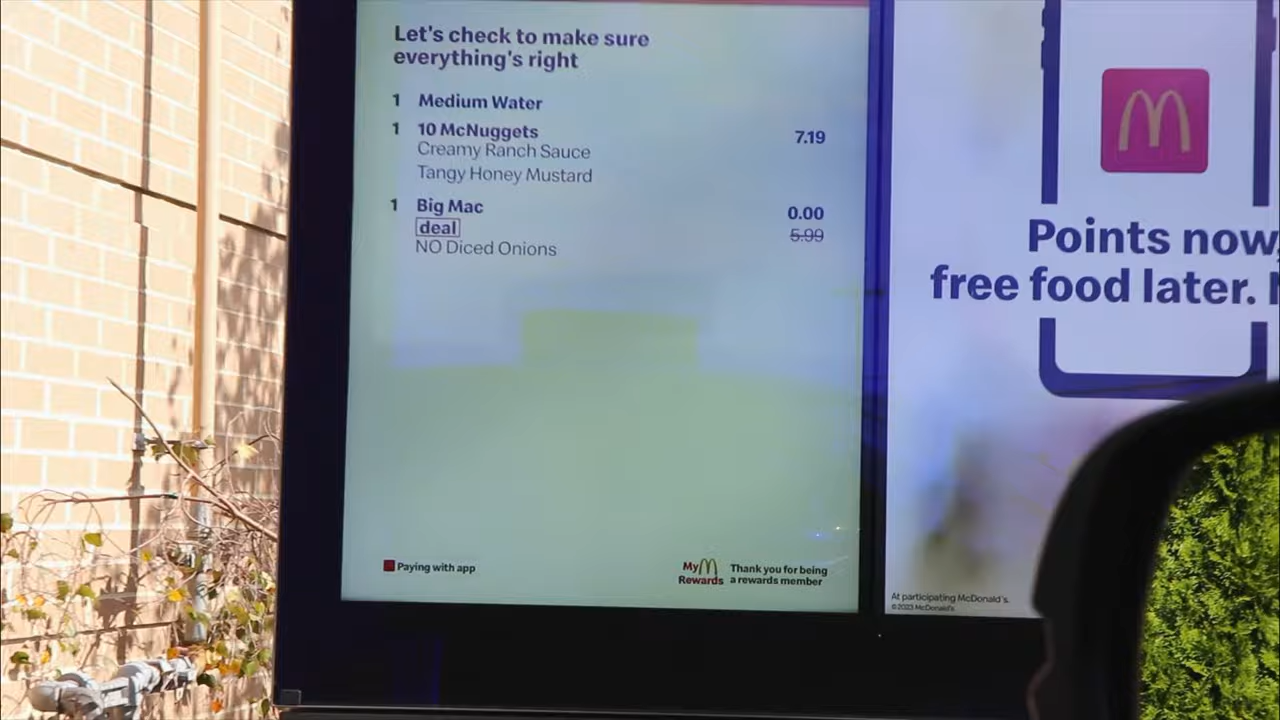 Let's check to make sure
everything's right
1 Medium Water
1 10 McNuggets 7.19
Creamy Ranch Sauce
Tangy Honey Mustard
1 Big Mac 0.00
deal 5.99
NO Diced Onions
Paying with app
My Rewards
Thank you for being
a rewards member
Points now,
free food later.
At participating McDonald's.
©2023 McDonald's